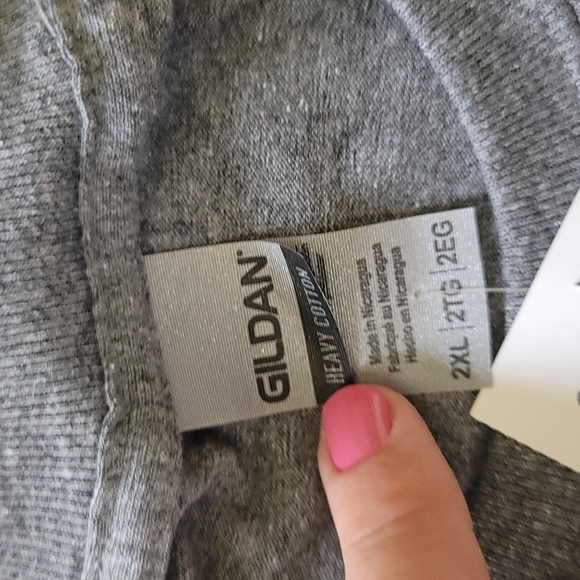 GILDAN
HEAVY COTTON
Made in Nicaragua
Fabriqué au Nicaragua
Hecho en Nicaragua
2XL | 2TG | 2EG